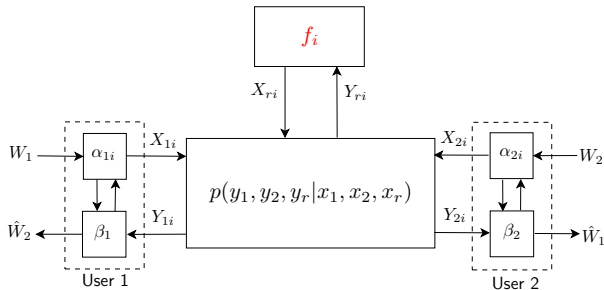 f_i
X_{ri} Y_{ri}
W_1 α_{1i} X_{1i} X_{2i} α_{2i} W_2
p(y_1, y_2, y_r|x_1, x_2, x_r)
Ŵ_2 β_1 Y_{1i} Y_{2i} β_2 Ŵ_1
User 1 User 2